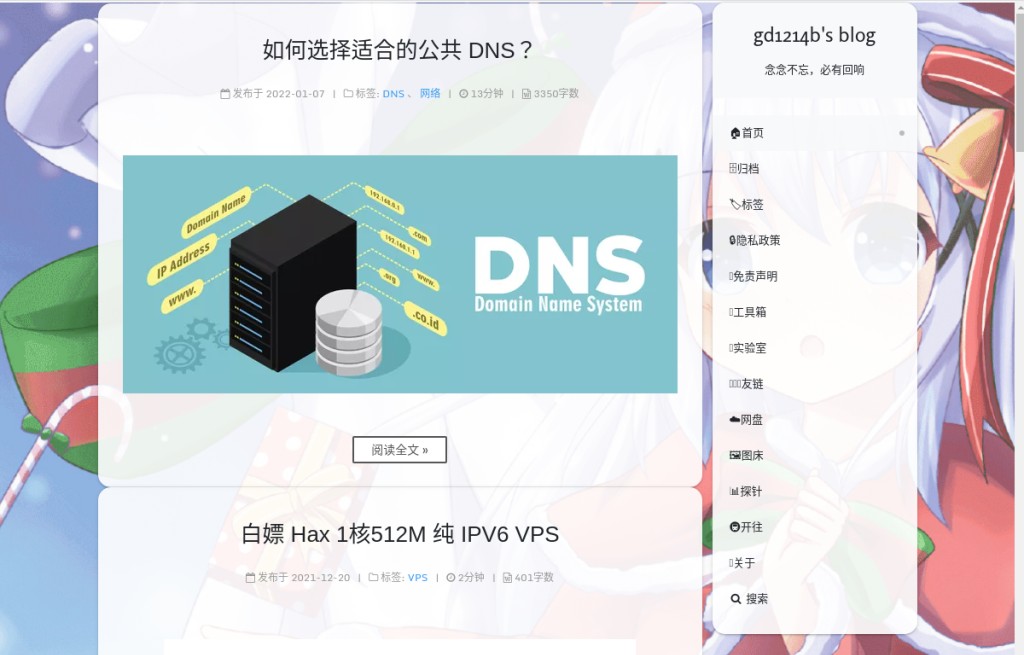 如何选择适合的公共 DNS？
发布于 2022-01-07 | 标签: DNS 、 网络 | 13分钟 | 3350字数
Domain Name
IP Address
www.
192.168.0.1
.com
192.168.1.1
.org
www.
.co.id
DNS
Domain Name System
阅读全文 »
白嫖 Hax 1核512M 纯 IPV6 VPS
发布于 2021-12-20 | 标签: VPS | 2分钟 | 401字数
gd1214b's blog
念念不忘，必有回响
首页
归档
标签
隐私政策
免责声明
工具箱
实验室
友链
网盘
图床
探针
开往
关于
搜索